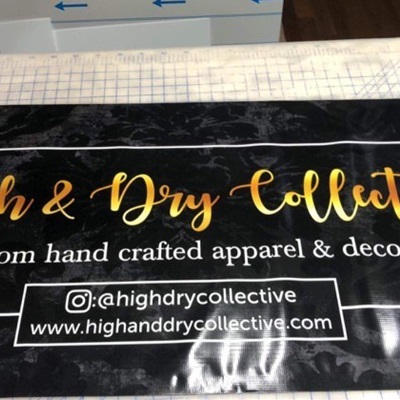 h & Dry Collect
om hand crafted apparel & deco
:@highdrycollective
www.highanddrycollective.com